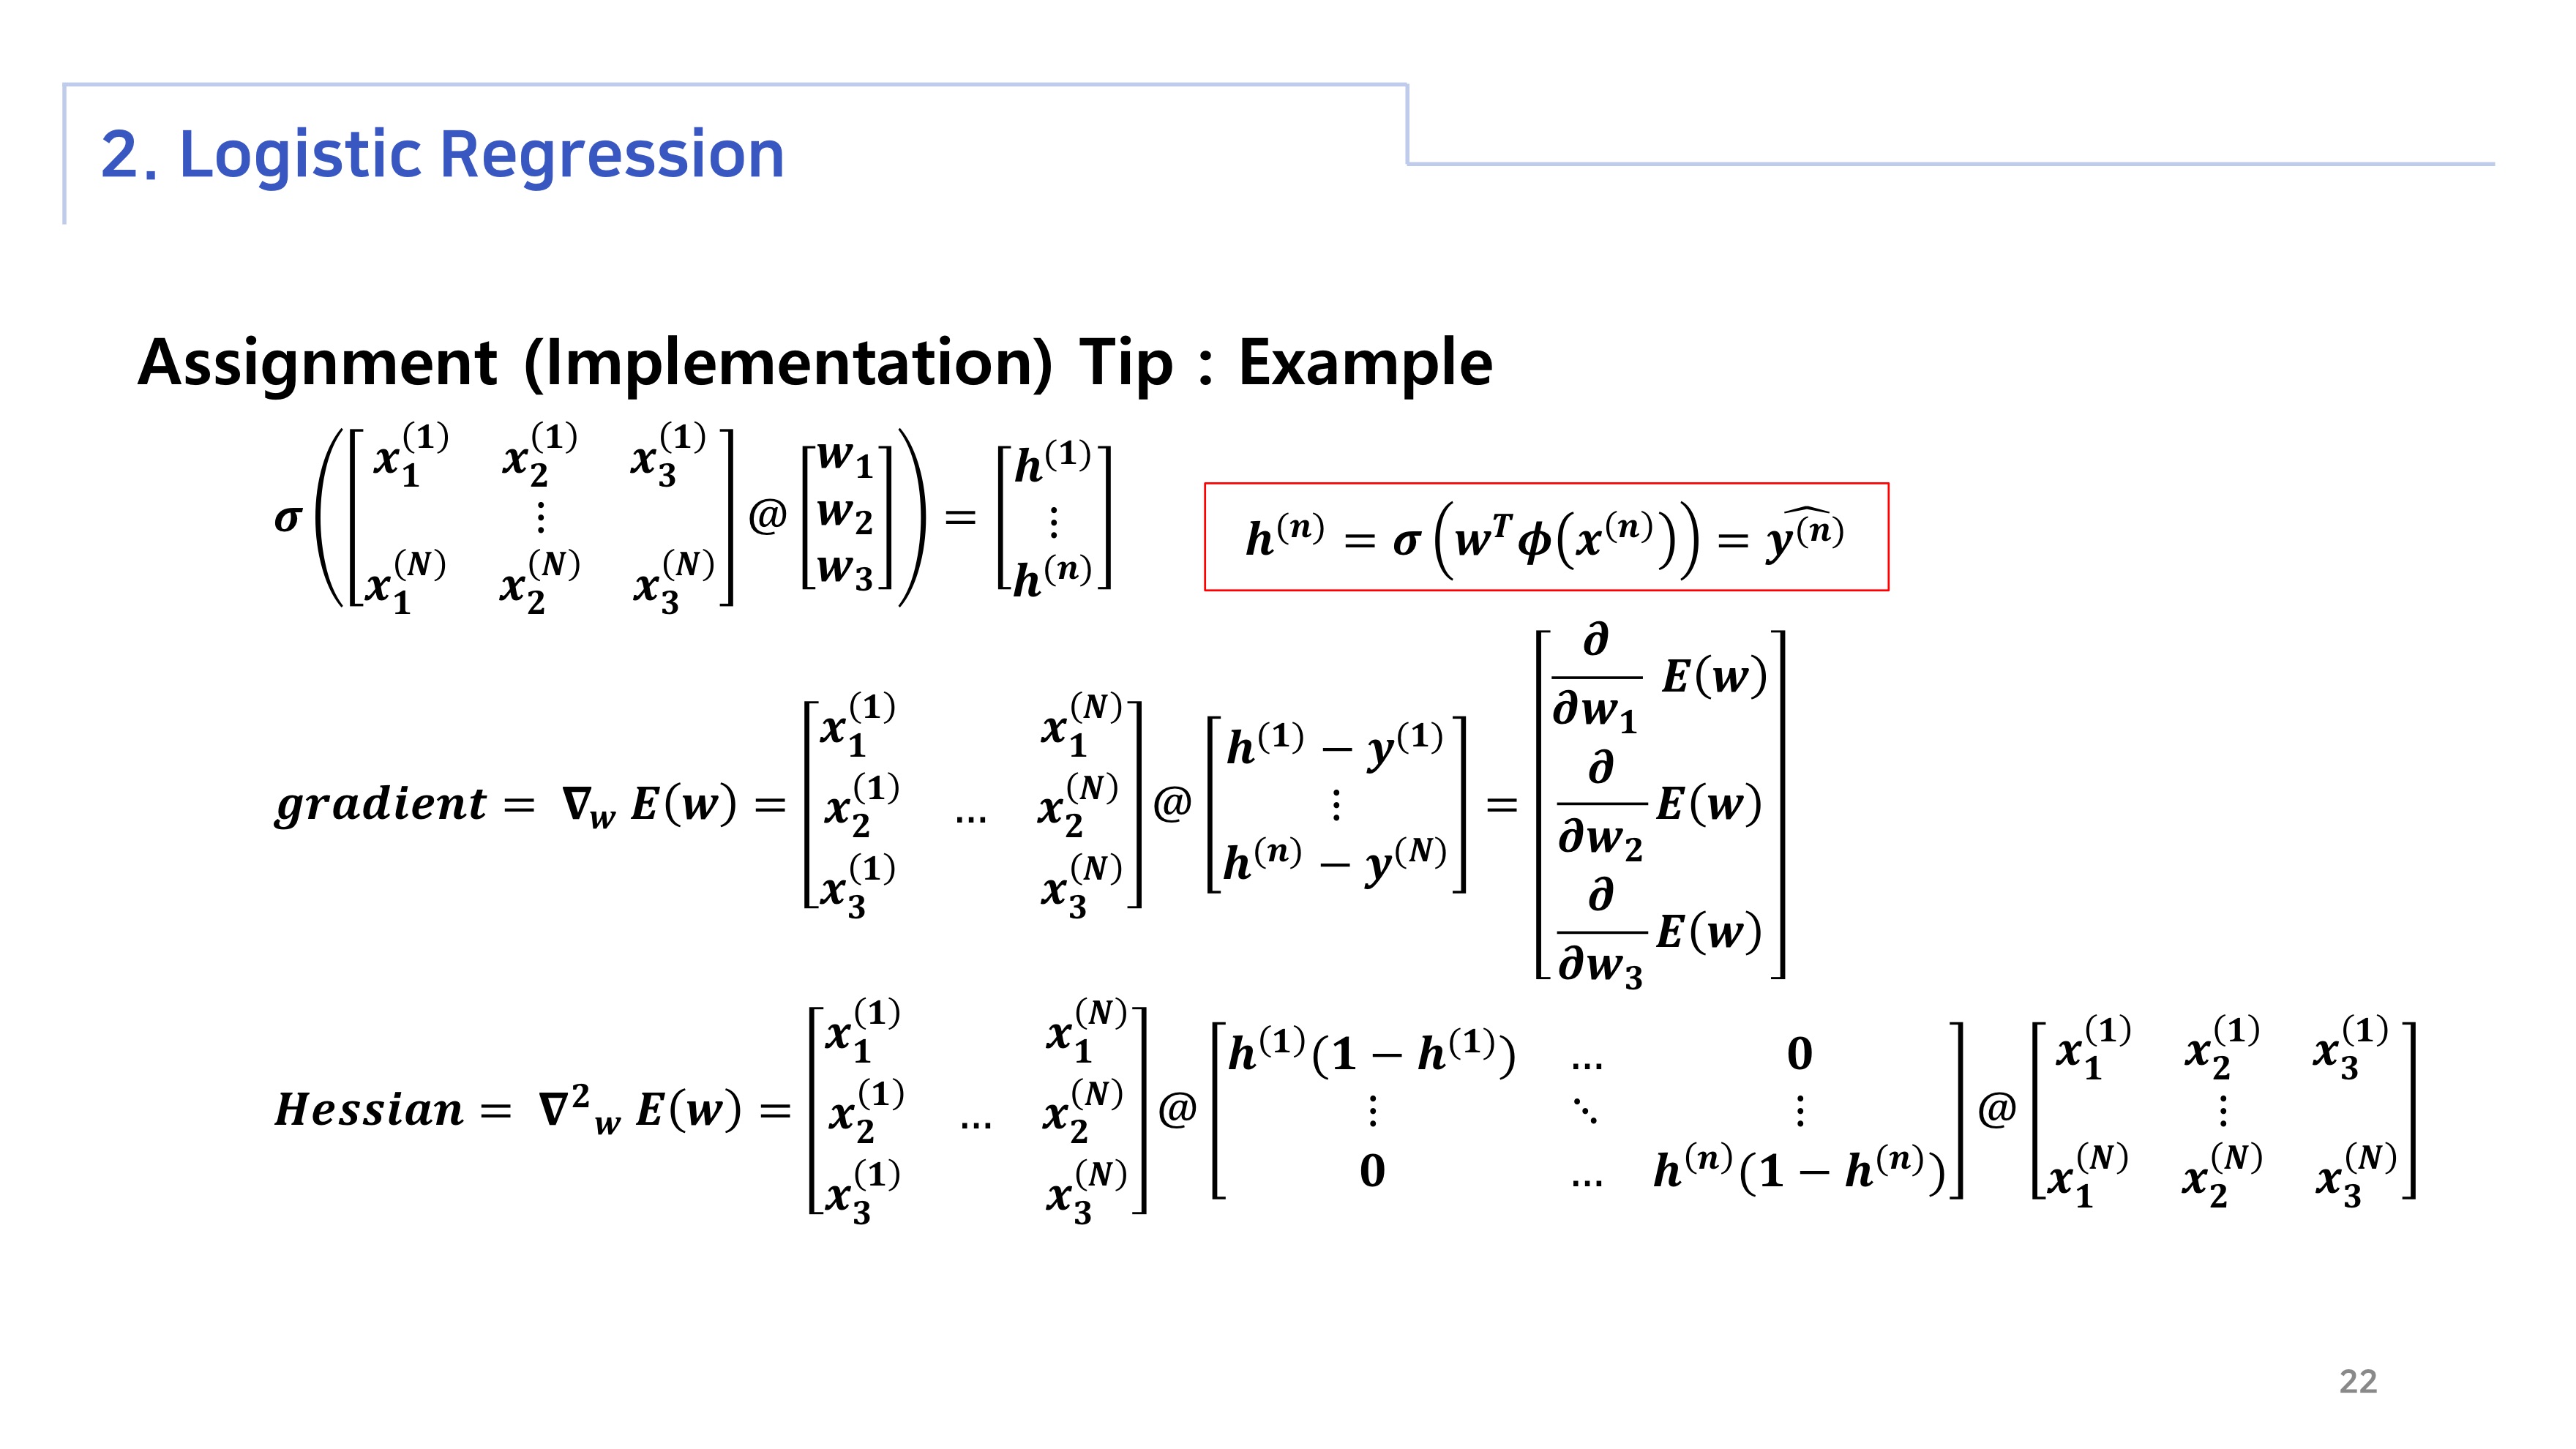 2. Logistic Regression
Assignment (Implementation) Tip : Example
$\sigma\left(\begin{bmatrix} x_1^{(1)} & x_2^{(1)} & x_3^{(1)} \\ & \vdots & \\ x_1^{(N)} & x_2^{(N)} & x_3^{(N)} \end{bmatrix} @ \begin{bmatrix} w_1 \\ w_2 \\ w_3 \end{bmatrix}\right) = \begin{bmatrix} h^{(1)} \\ \vdots \\ h^{(n)} \end{bmatrix}$
$h^{(n)} = \sigma\left(w^T \phi(x^{(n)})\right) = \widehat{y^{(n)}}$
$gradient = \nabla_w E(w) = \begin{bmatrix} x_1^{(1)} & & x_1^{(N)} \\ x_2^{(1)} & \dots & x_2^{(N)} \\ x_3^{(1)} & & x_3^{(N)} \end{bmatrix} @ \begin{bmatrix} h^{(1)} - y^{(1)} \\ \vdots \\ h^{(n)} - y^{(N)} \end{bmatrix} = \begin{bmatrix} \frac{\partial}{\partial w_1} E(w) \\ \frac{\partial}{\partial w_2} E(w) \\ \frac{\partial}{\partial w_3} E(w) \end{bmatrix}$
$Hessian = \nabla^2{}_w E(w) = \begin{bmatrix} x_1^{(1)} & & x_1^{(N)} \\ x_2^{(1)} & \dots & x_2^{(N)} \\ x_3^{(1)} & & x_3^{(N)} \end{bmatrix} @ \begin{bmatrix} h^{(1)}(1 - h^{(1)}) & \dots & 0 \\ \vdots & \ddots & \vdots \\ 0 & \dots & h^{(n)}(1 - h^{(n)}) \end{bmatrix} @ \begin{bmatrix} x_1^{(1)} & x_2^{(1)} & x_3^{(1)} \\ & \vdots & \\ x_1^{(N)} & x_2^{(N)} & x_3^{(N)} \end{bmatrix}$
22